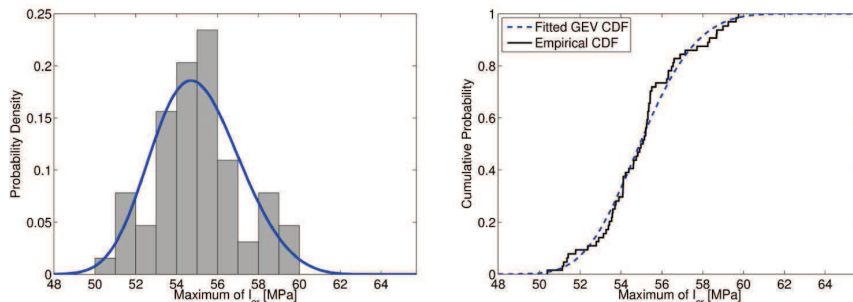 0.25
0.2
0.15
0.1
0.05
0
48 50 52 54 56 58 60 62 64
Probability Density
Maximum of I_cr [MPa]
1
0.8
0.6
0.4
0.2
0
48 50 52 54 56 58 60 62 64
Cumulative Probability
Maximum of I_cr [MPa]
Fitted GEV CDF
Empirical CDF